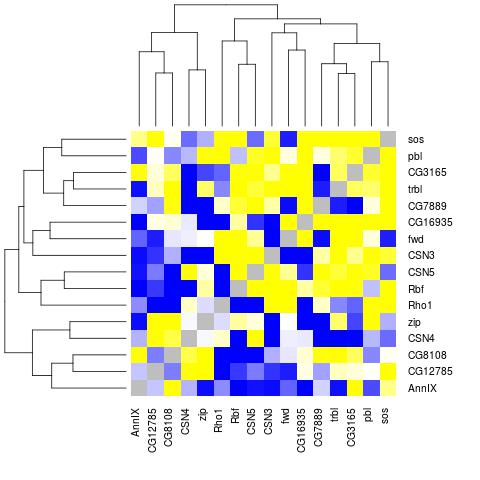 sos
pbl
CG3165
trbl
CG7889
CG16935
fwd
CSN3
CSN5
Rbf
Rho1
zip
CSN4
CG8108
CG12785
AnnIX
AnnIX
CG12785
CG8108
CSN4
zip
Rho1
Rbf
CSN5
CSN3
fwd
CG16935
CG7889
trbl
CG3165
pbl
sos